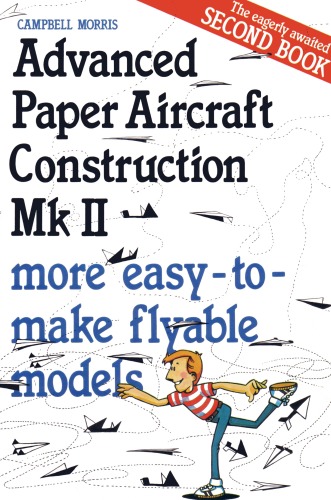 CAMPBELL MORRIS
The eagerly awaited
SECOND BOOK
Advanced
Paper Aircraft
Construction
Mk II
more easy-to-
make flyable
models